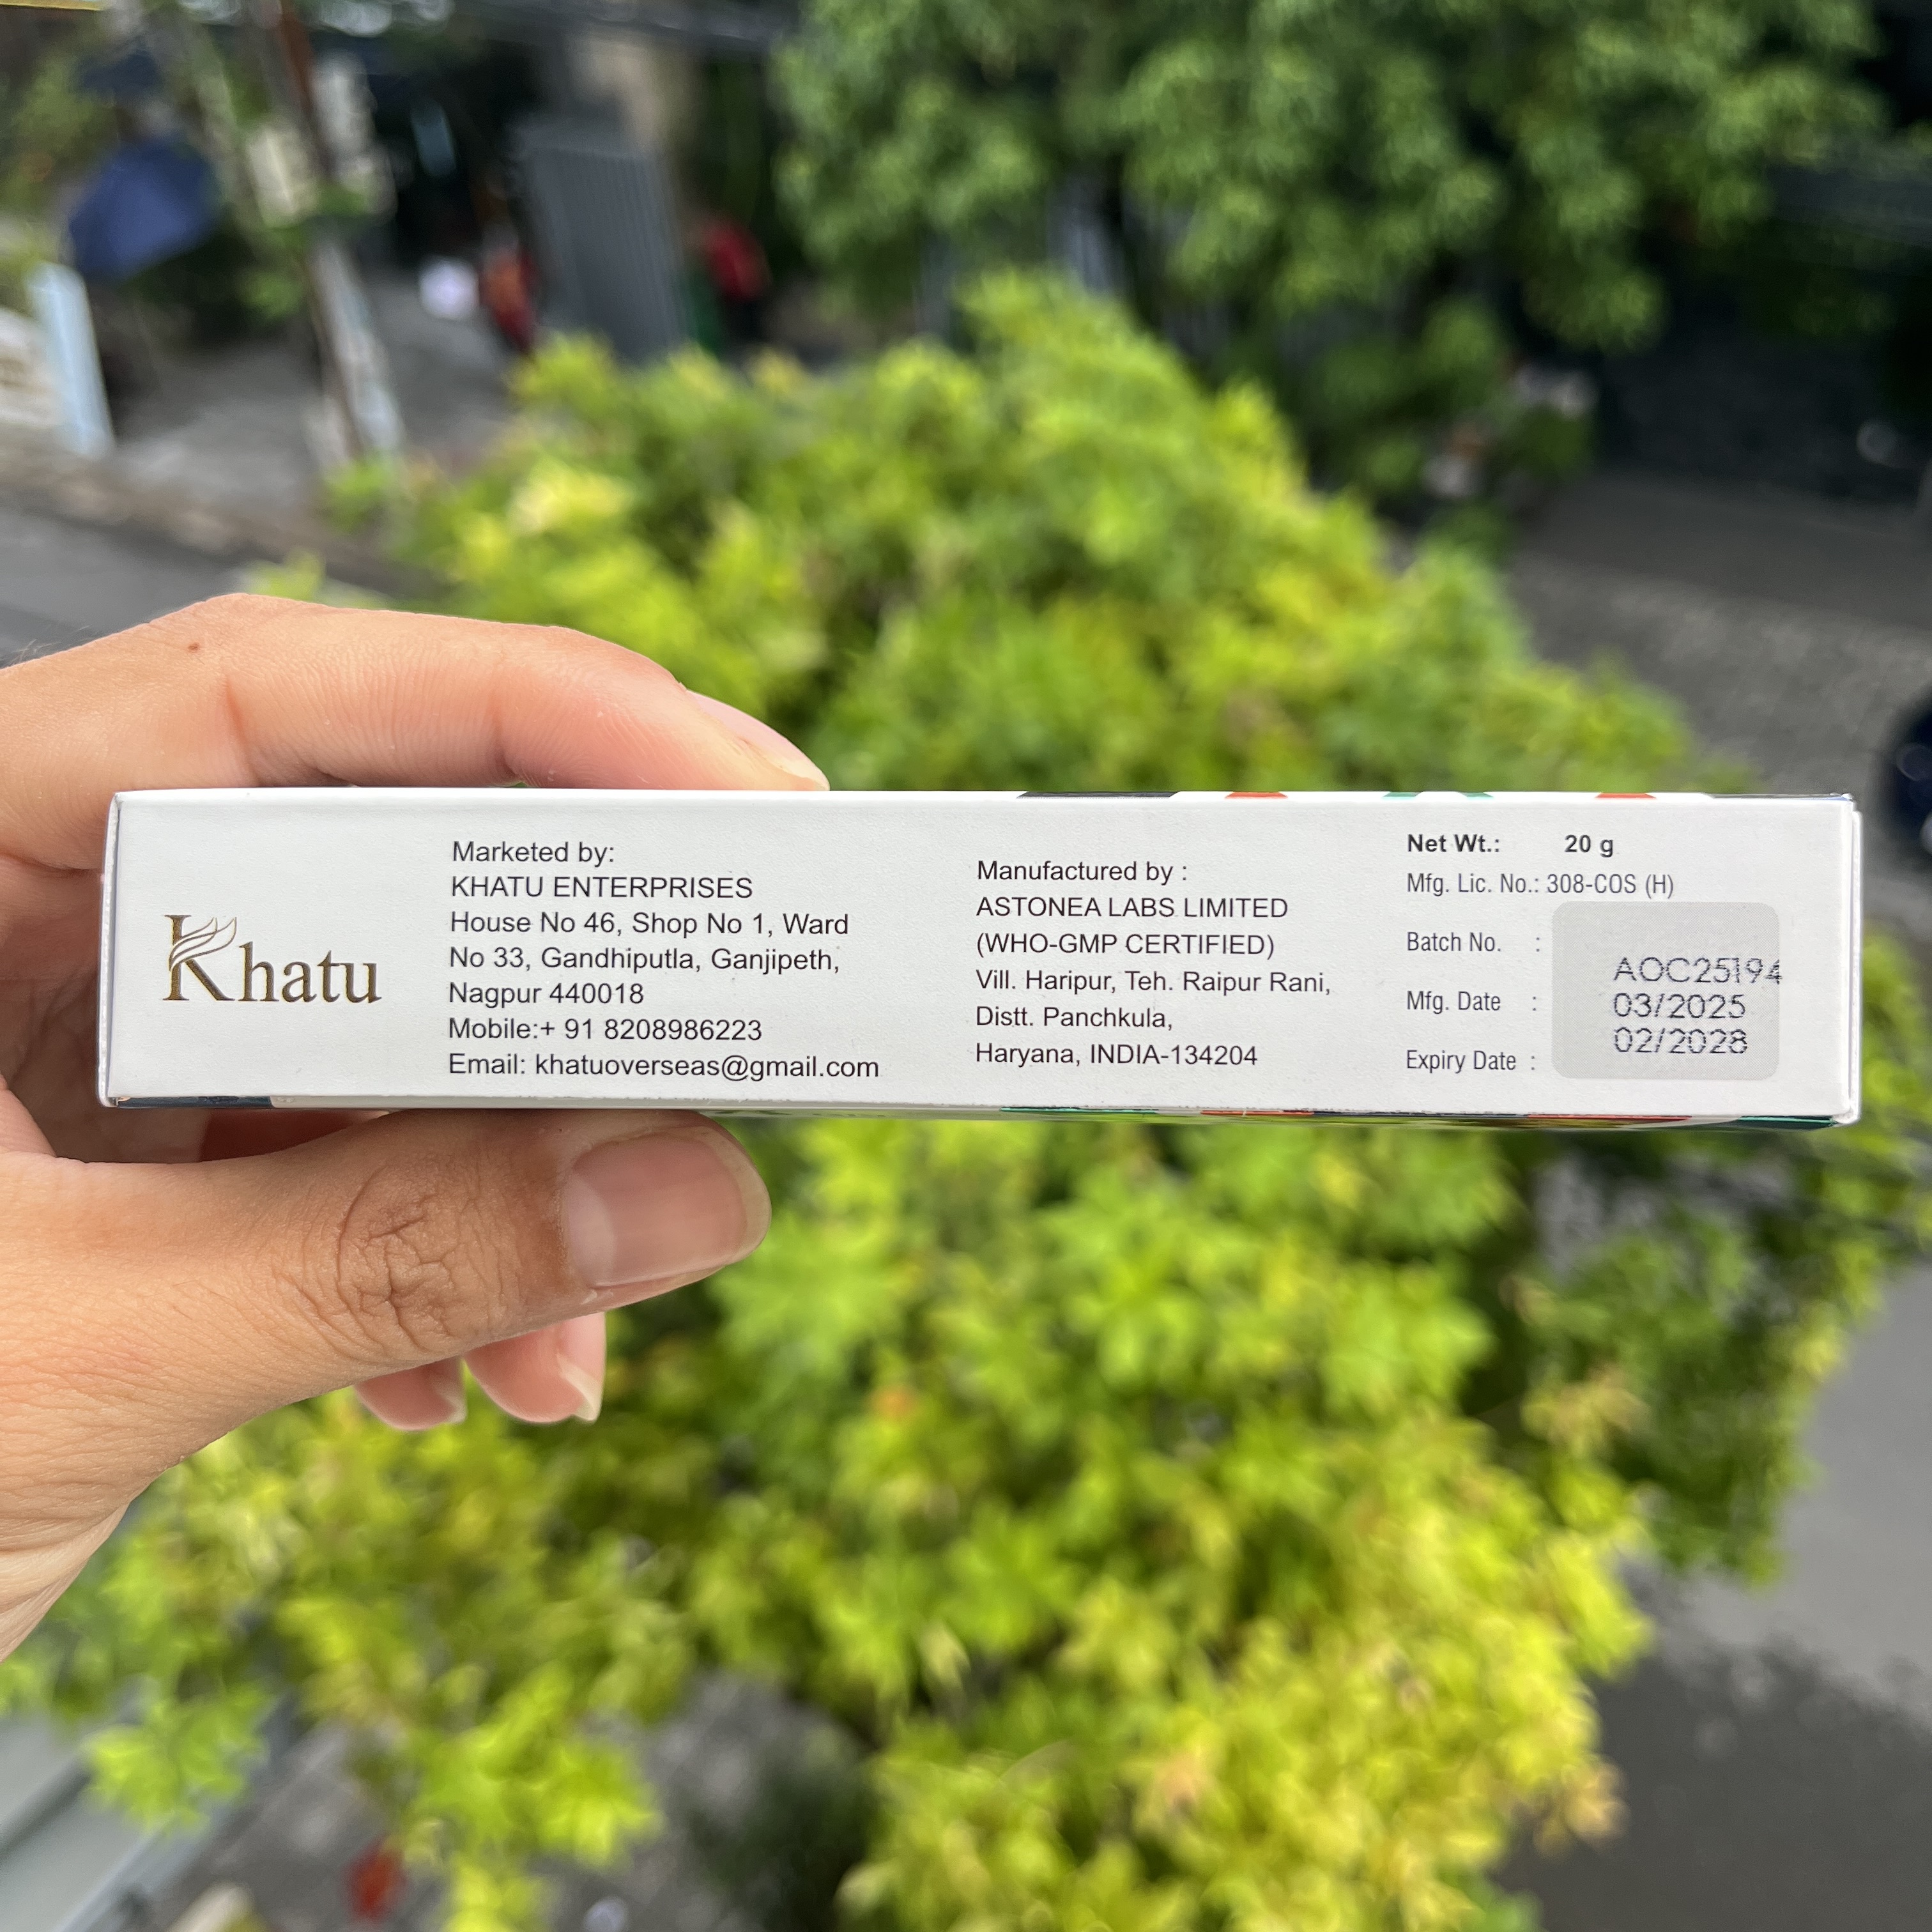 Khatu
Marketed by:
KHATU ENTERPRISES
House No 46, Shop No 1, Ward
No 33, Gandhiputla, Ganjipeth,
Nagpur 440018
Mobile:+ 91 8208986223
Email: khatuoverseas@gmail.com
Manufactured by :
ASTONEA LABS LIMITED
(WHO-GMP CERTIFIED)
Vill. Haripur, Teh. Raipur Rani,
Distt. Panchkula,
Haryana, INDIA-134204
Net Wt.: 20 g
Mfg. Lic. No.: 308-COS (H)
Batch No. : AOC25194
Mfg. Date : 03/2025
Expiry Date : 02/2028